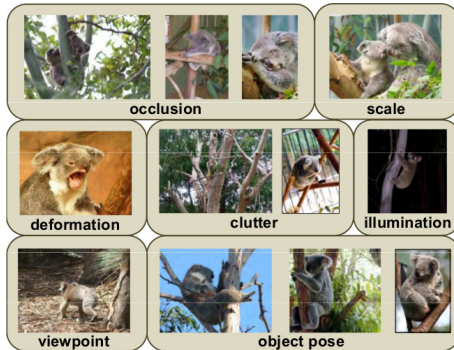 occlusion
scale
deformation
clutter
illumination
viewpoint
object pose